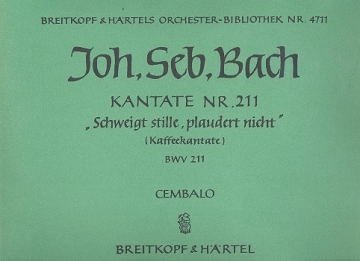 BREITKOPF & HÄRTELS ORCHESTER-BIBLIOTHEK NR. 4711
Joh. Seb. Bach
KANTATE NR. 211
„Schweigt stille, plaudert nicht"
(Kaffeekantate)
BWV 211
CEMBALO
BREITKOPF & HÄRTEL